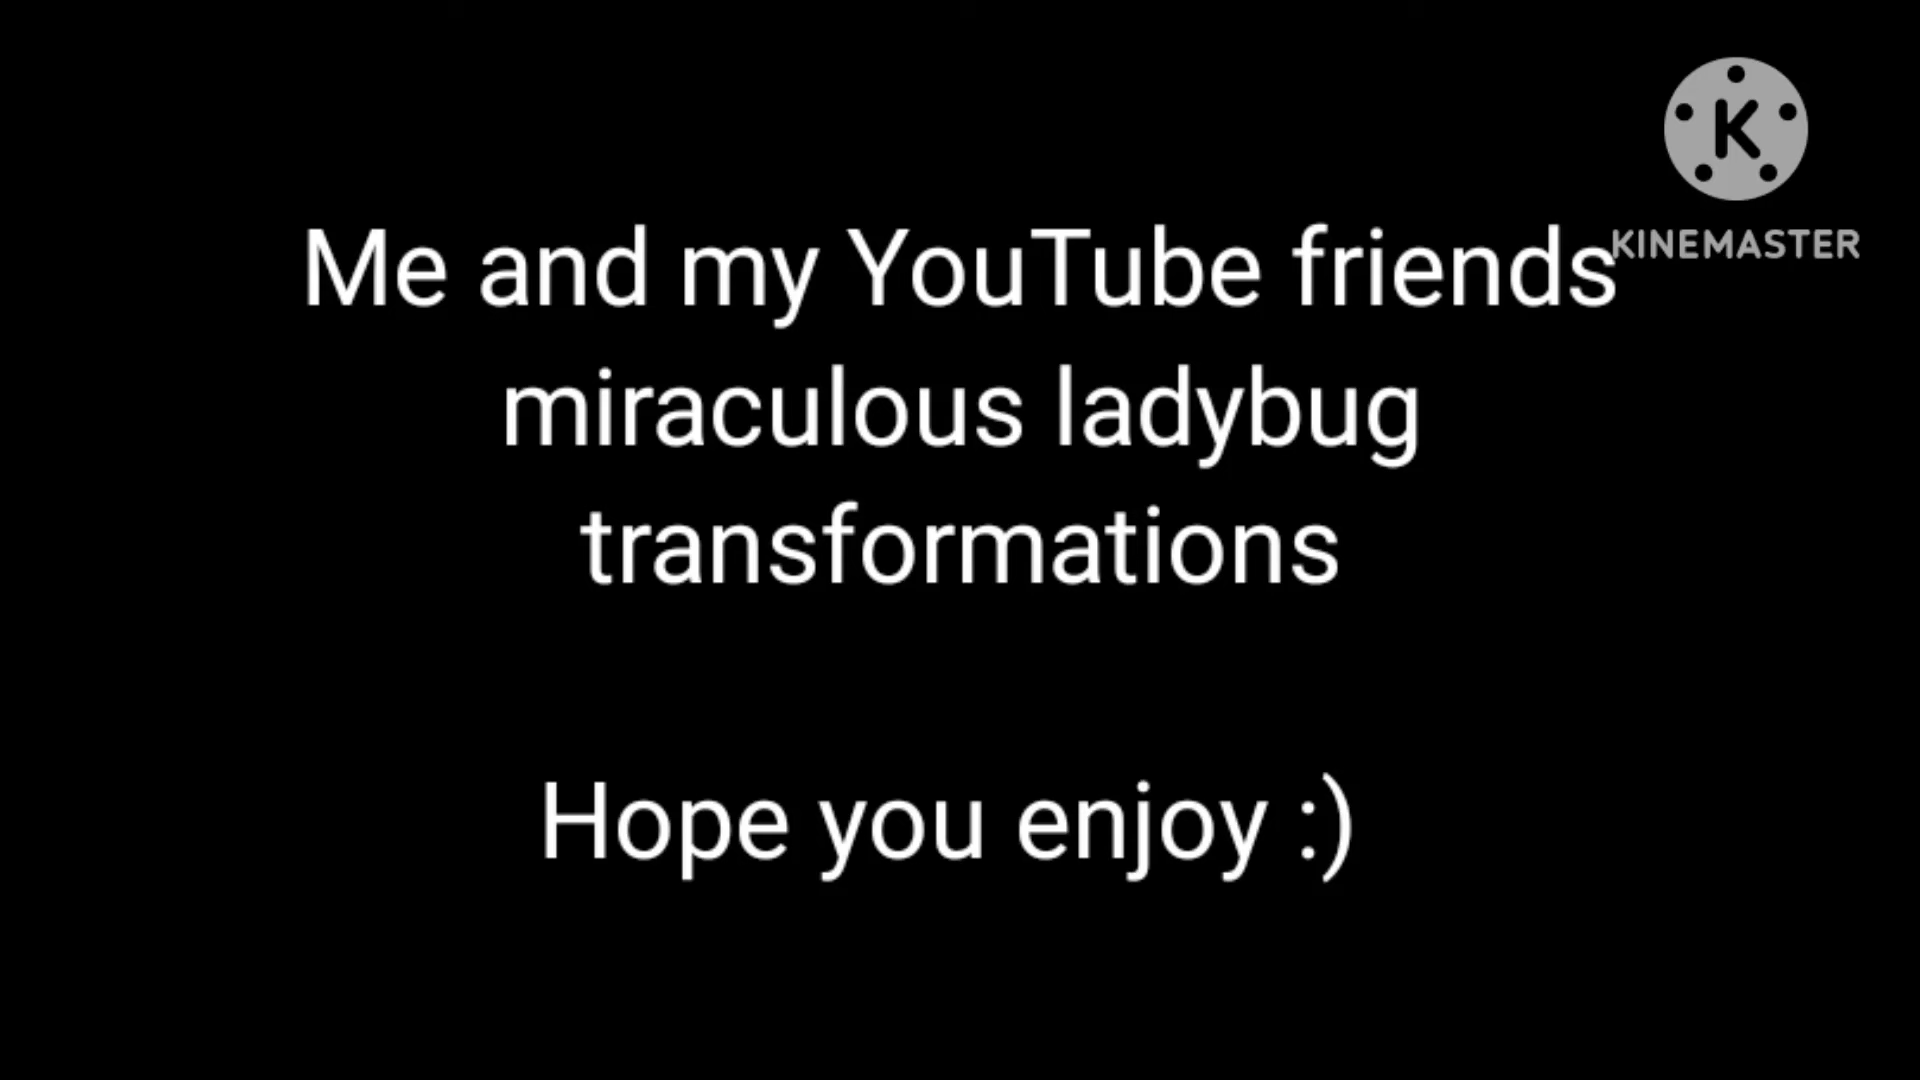 K
KINEMASTER
Me and my YouTube friends
miraculous ladybug
transformations
Hope you enjoy :)